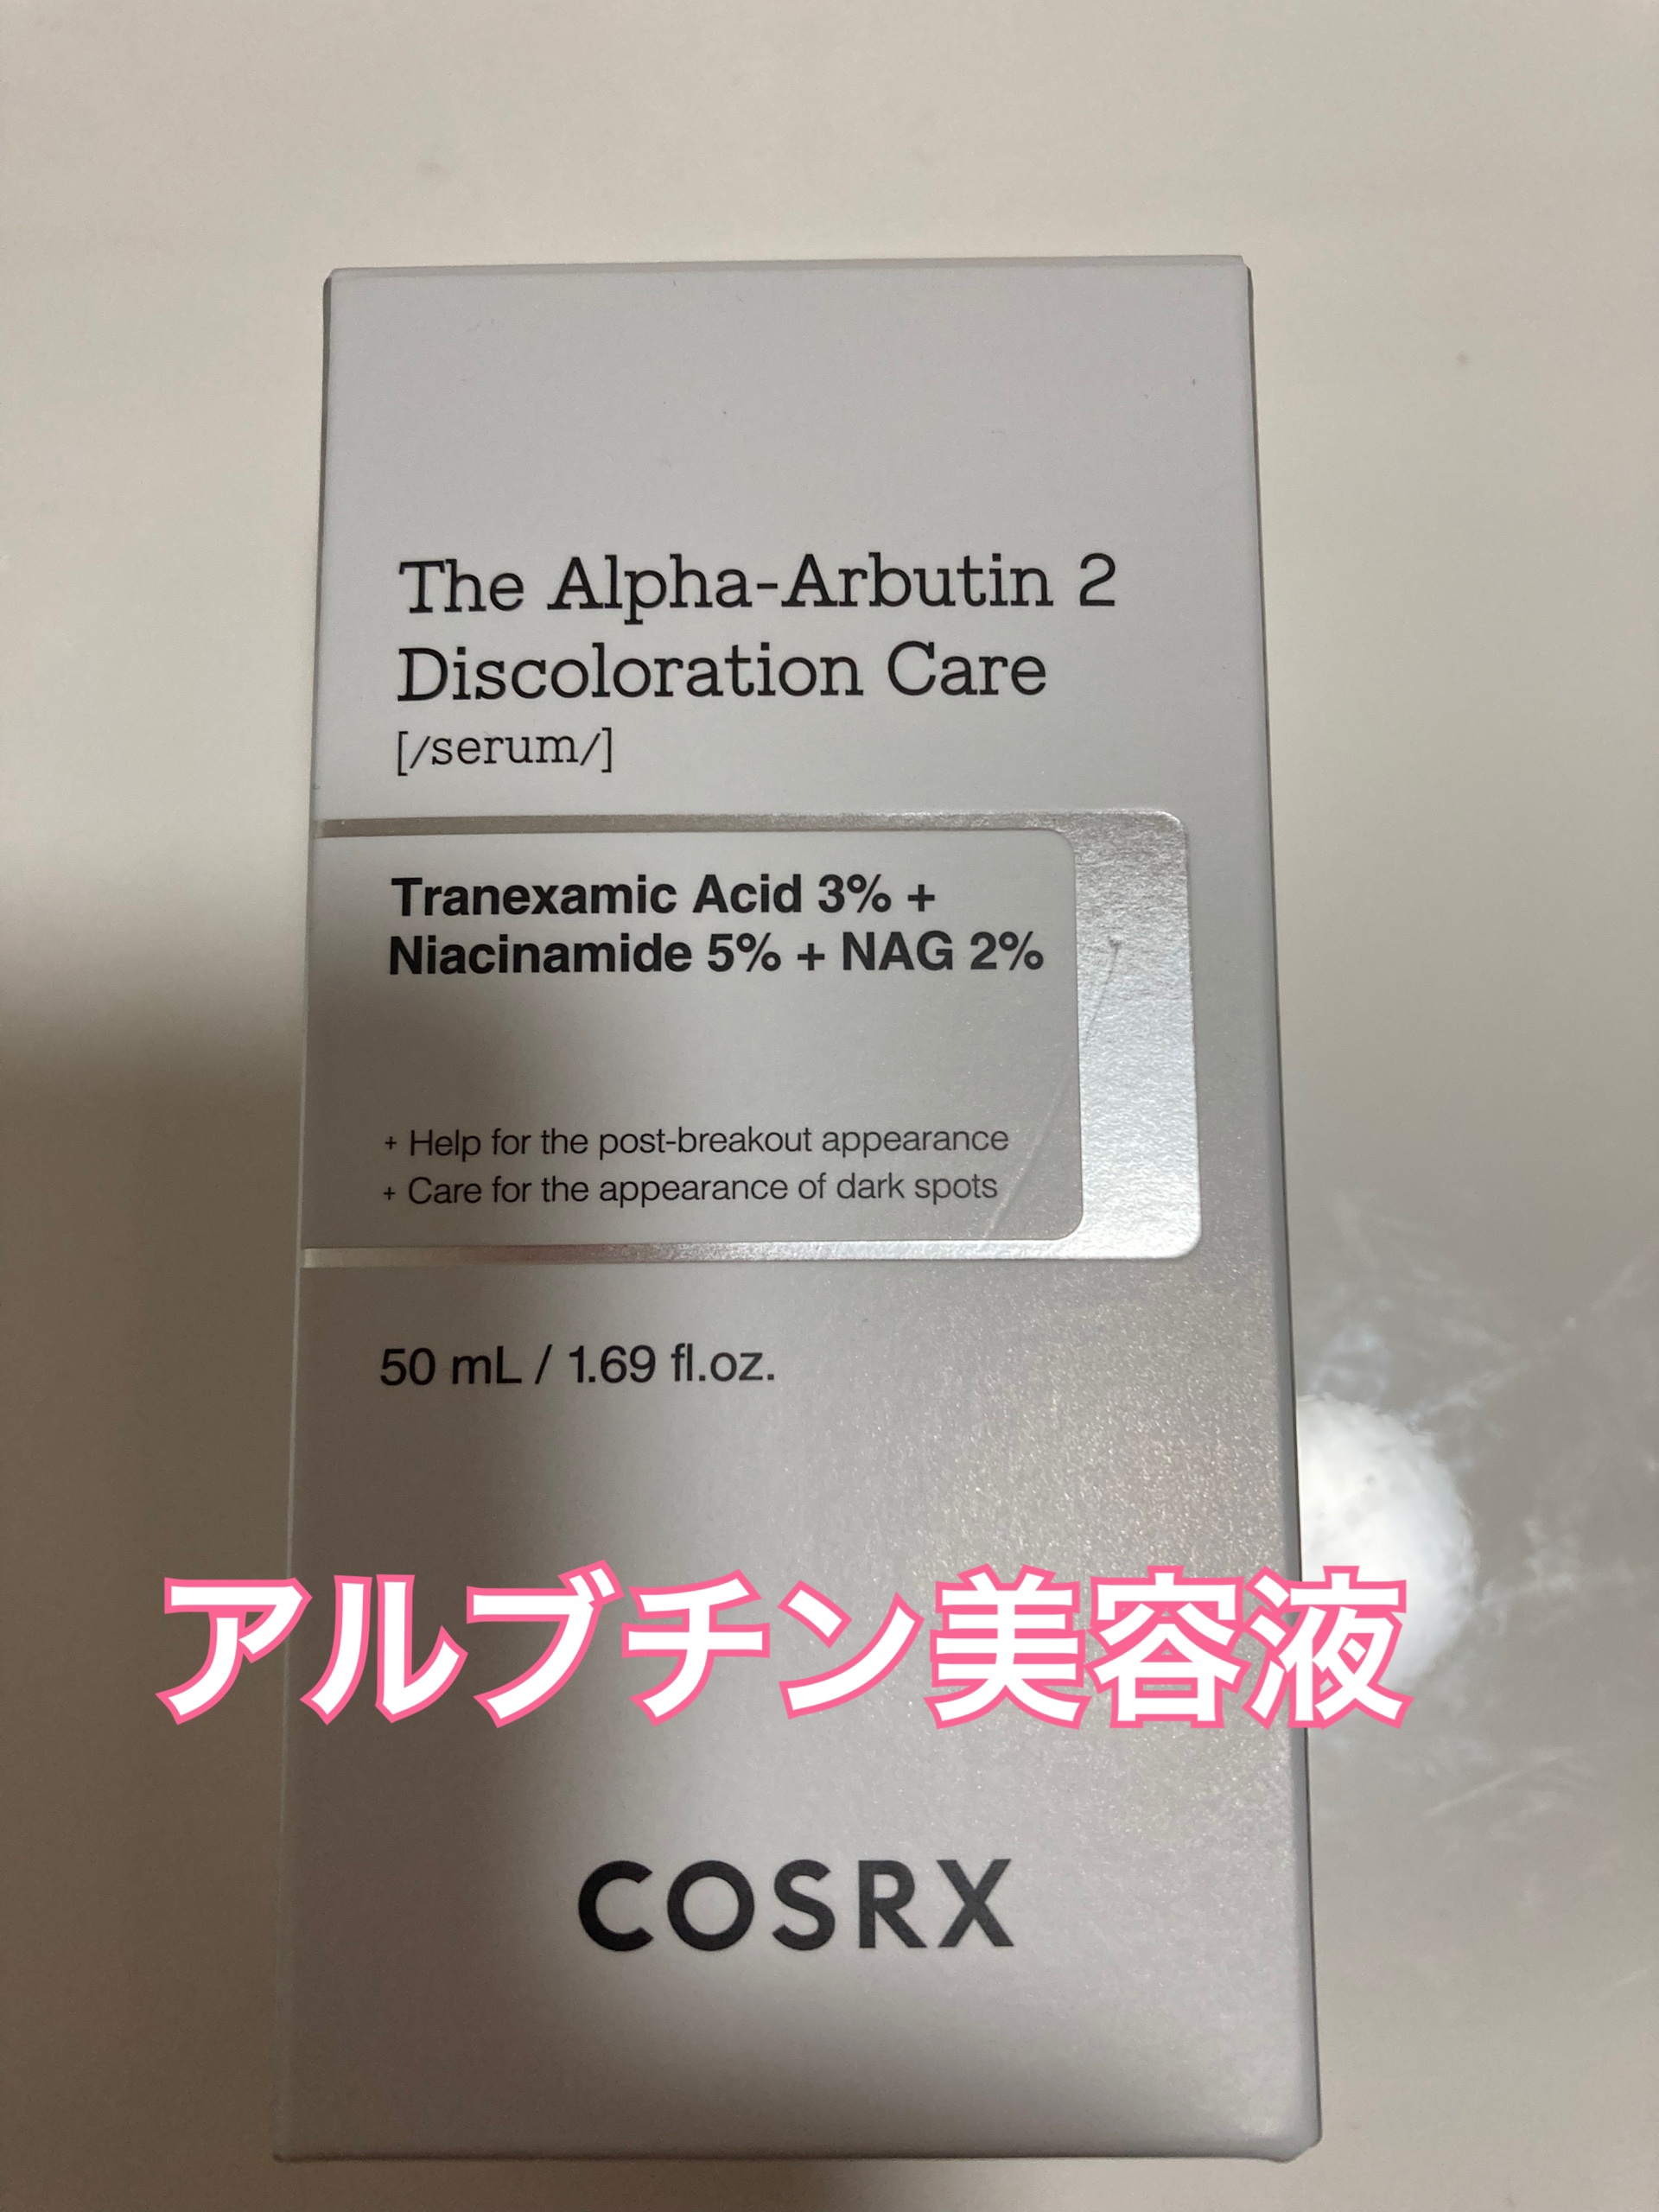 The Alpha-Arbutin 2
Discoloration Care
[/serum/]
Tranexamic Acid 3% +
Niacinamide 5% + NAG 2%
+ Help for the post-breakout appearance
+ Care for the appearance of dark spots
50 mL / 1.69 fl.oz.
アルブチン美容液
COSRX